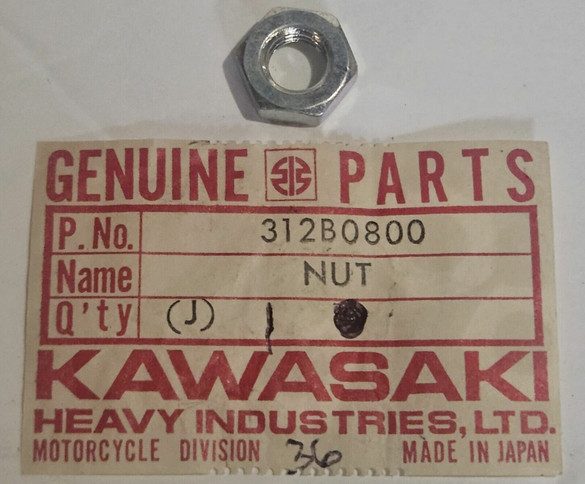 GENUINE PARTS
P. No. 312B0800
Name NUT
Q'ty (J) 1
KAWASAKI
HEAVY INDUSTRIES, LTD.
MOTORCYCLE DIVISION 36 MADE IN JAPAN